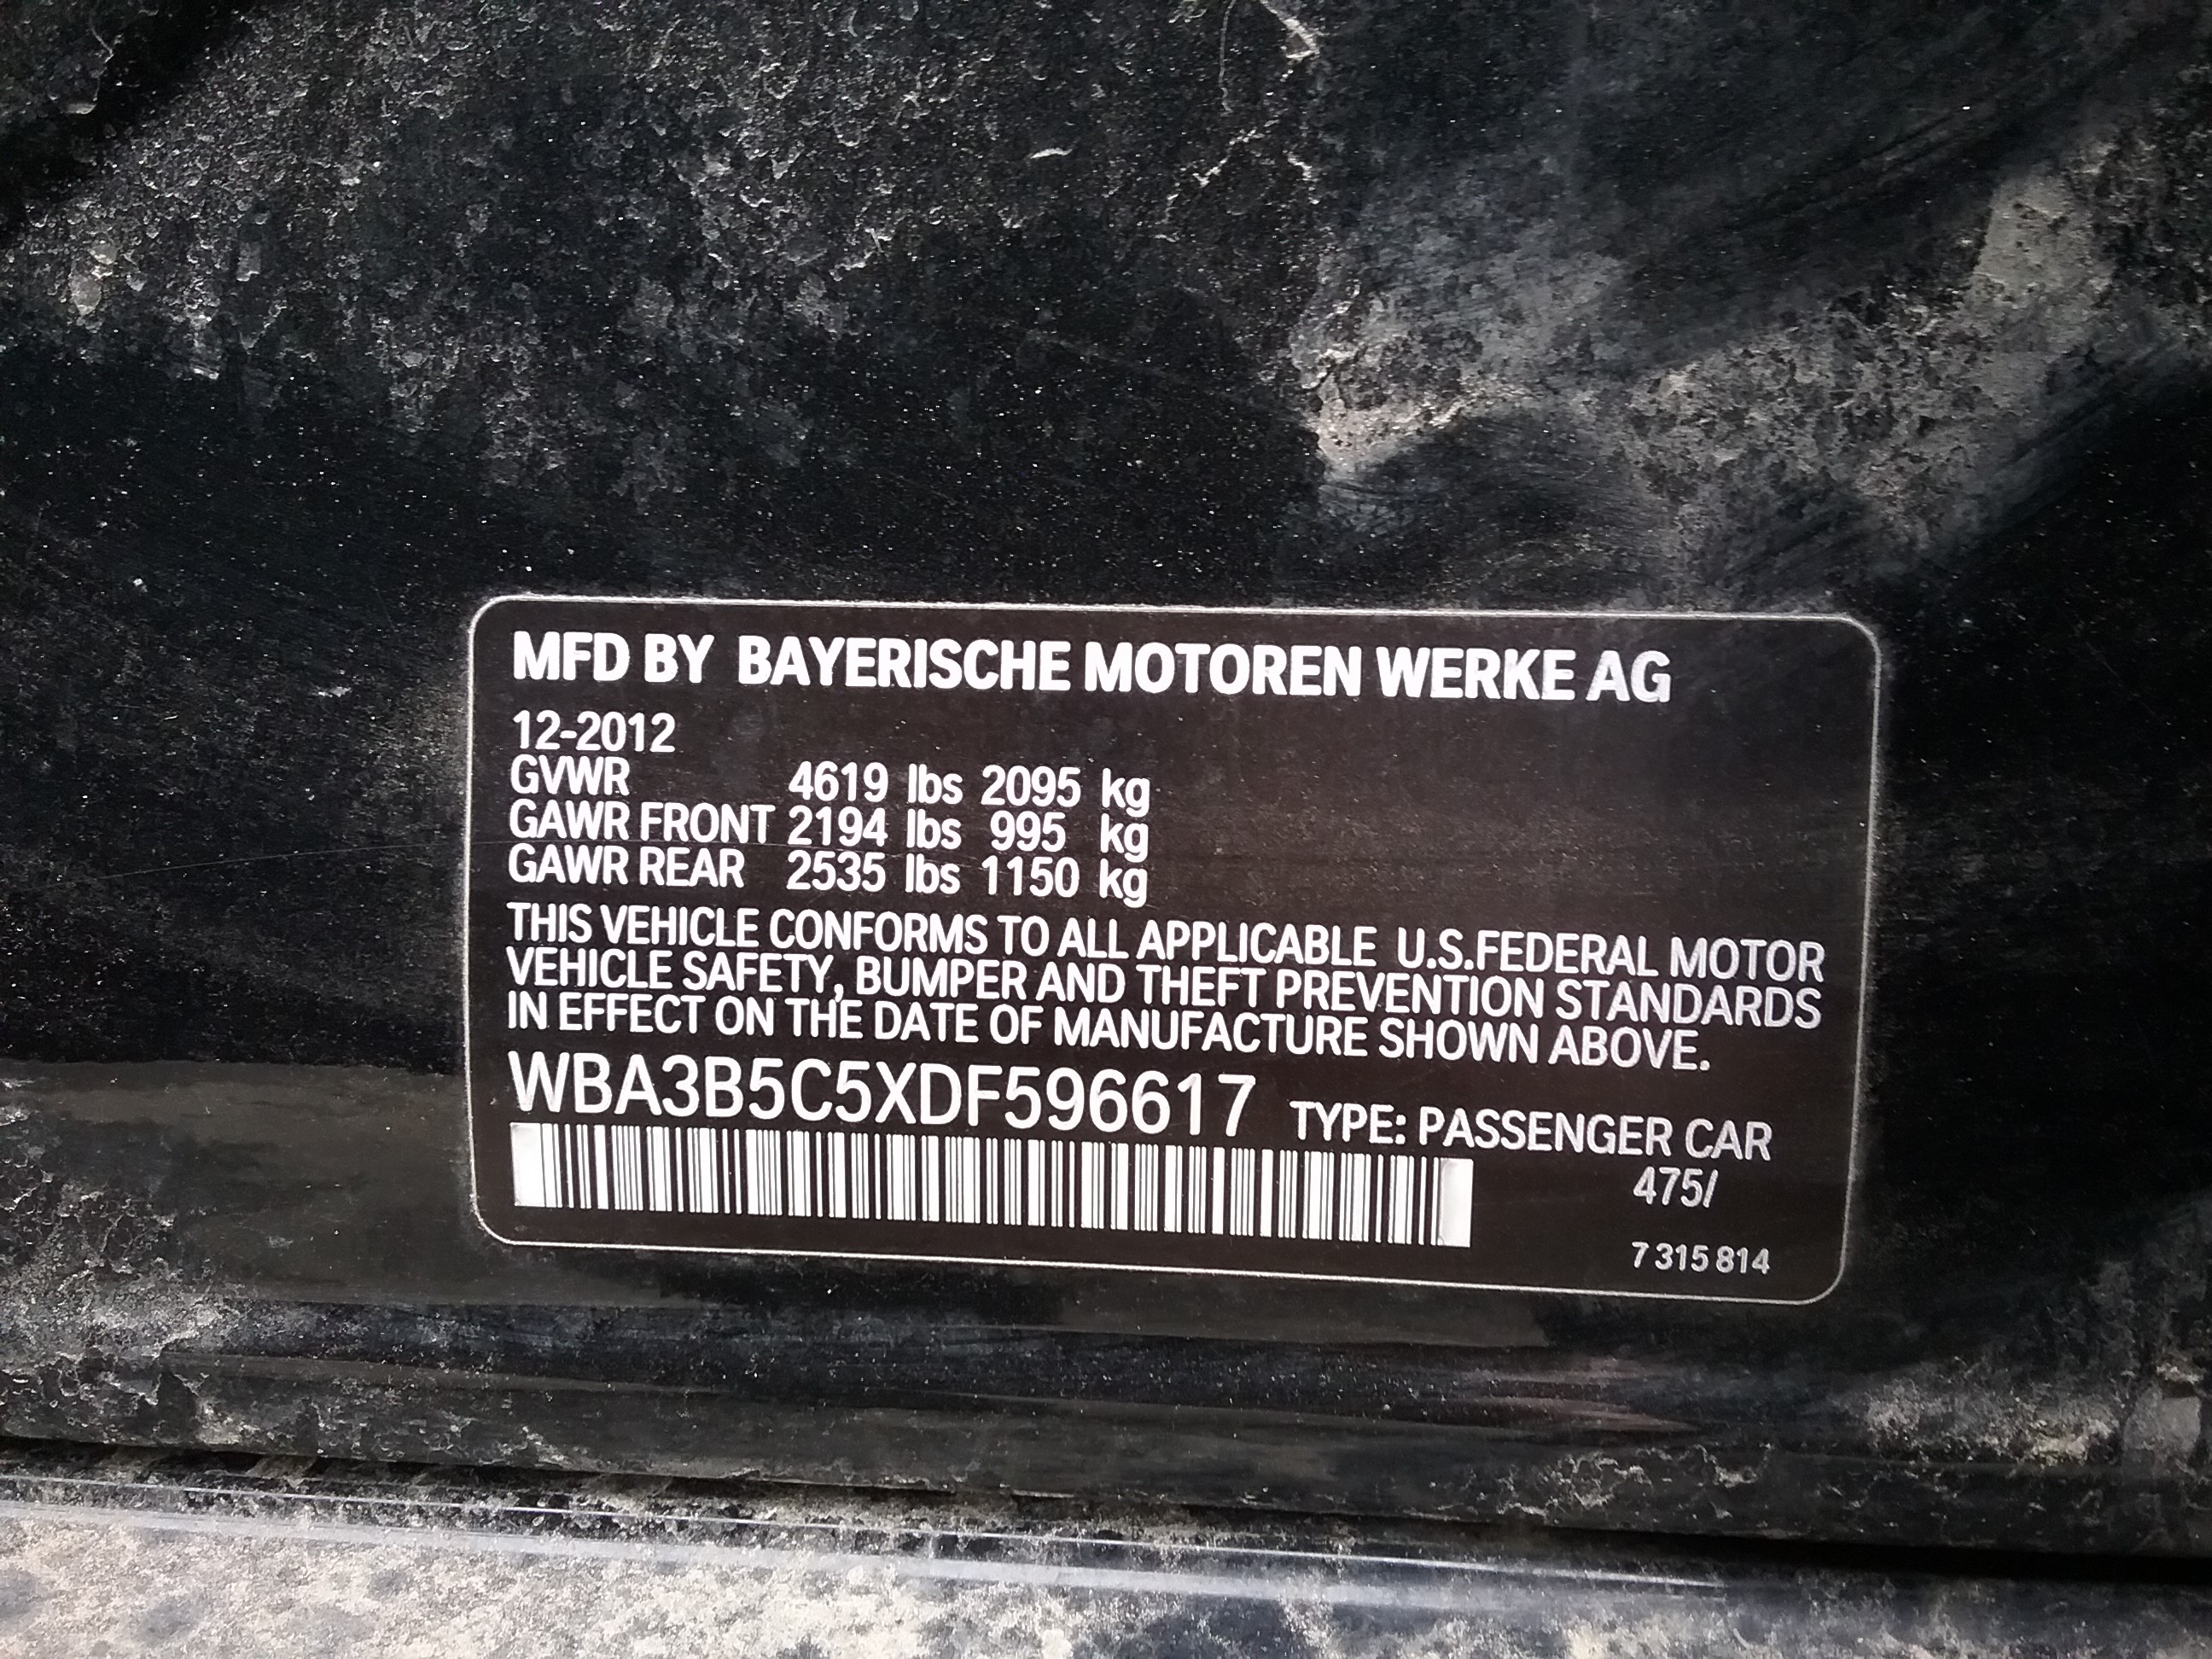 MFD BY BAYERISCHE MOTOREN WERKE AG
12-2012
GVWR 4619 lbs 2095 kg
GAWR FRONT 2194 lbs 995 kg
GAWR REAR 2535 lbs 1150 kg
THIS VEHICLE CONFORMS TO ALL APPLICABLE U.S.FEDERAL MOTOR
VEHICLE SAFETY, BUMPER AND THEFT PREVENTION STANDARDS
IN EFFECT ON THE DATE OF MANUFACTURE SHOWN ABOVE.
WBA3B5C5XDF596617 TYPE: PASSENGER CAR
475/
7 315 814